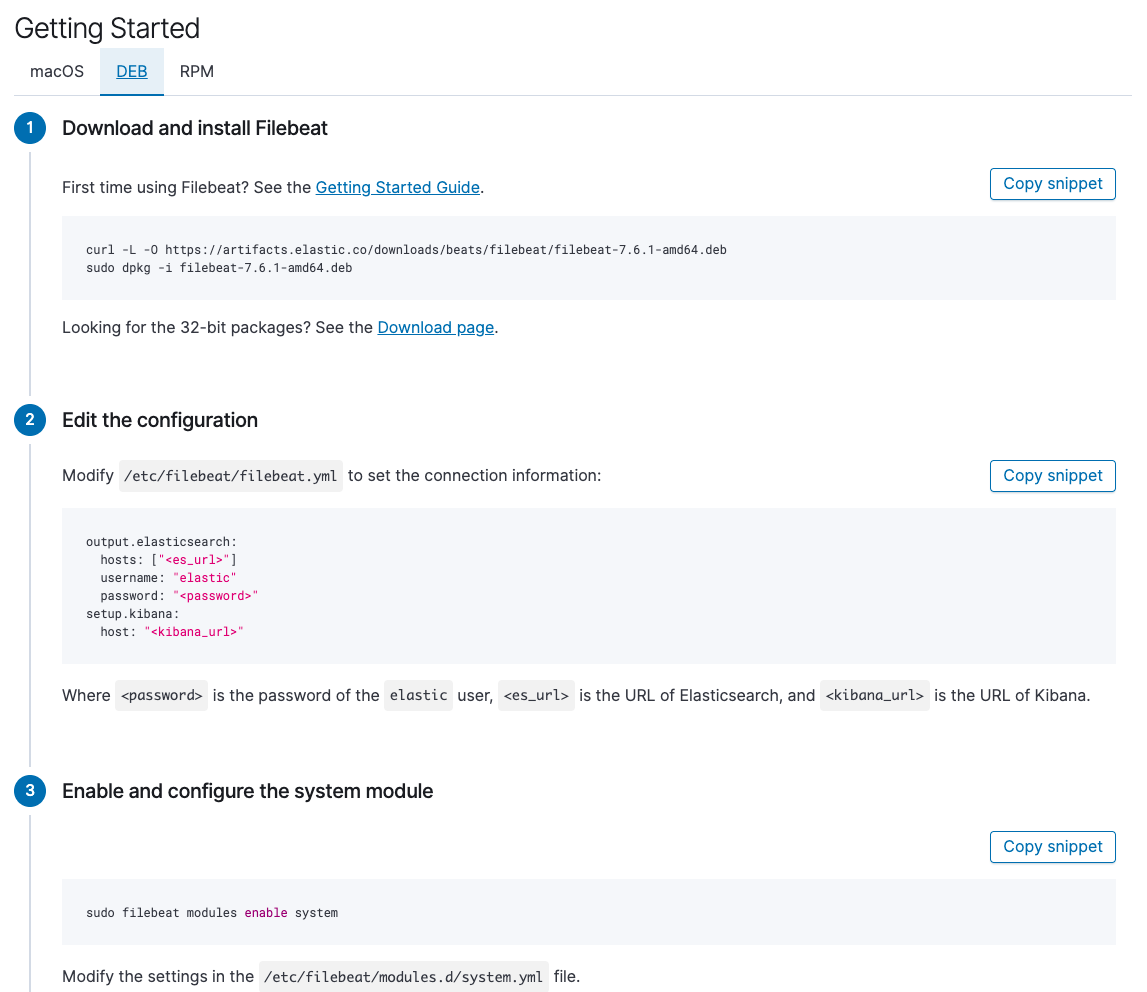 Getting Started
macOS DEB RPM
1 Download and install Filebeat
First time using Filebeat? See the Getting Started Guide. Copy snippet
curl -L -O https://artifacts.elastic.co/downloads/beats/filebeat/filebeat-7.6.1-amd64.deb
sudo dpkg -i filebeat-7.6.1-amd64.deb
Looking for the 32-bit packages? See the Download page.
2 Edit the configuration
Modify /etc/filebeat/filebeat.yml to set the connection information: Copy snippet
output.elasticsearch:
  hosts: ["<es_url>"]
  username: "elastic"
  password: "<password>"
setup.kibana:
  host: "<kibana_url>"
Where <password> is the password of the elastic user, <es_url> is the URL of Elasticsearch, and <kibana_url> is the URL of Kibana.
3 Enable and configure the system module
Copy snippet
sudo filebeat modules enable system
Modify the settings in the /etc/filebeat/modules.d/system.yml file.